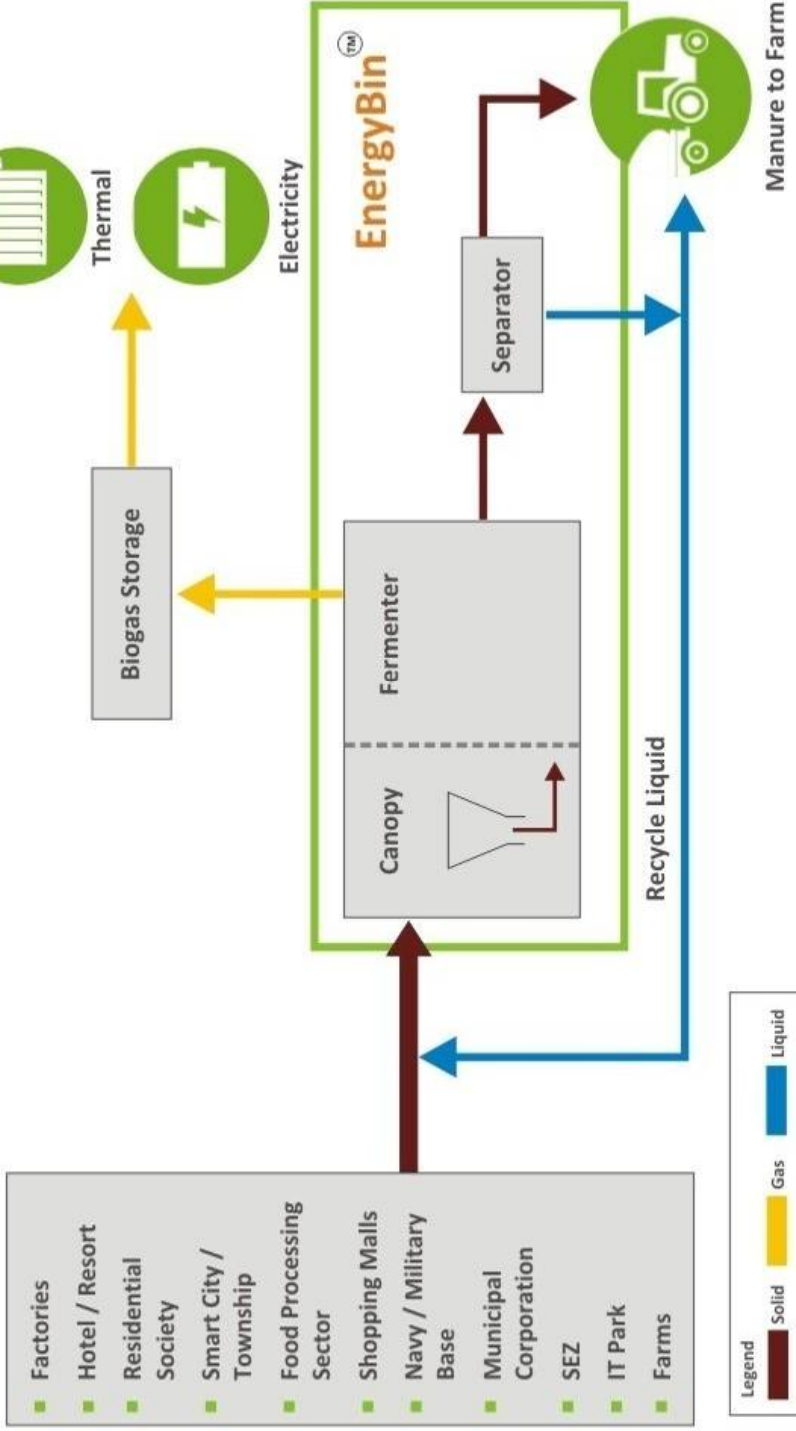 Factories
Hotel / Resort
Residential
Society
Smart City /
Township
Food Processing
Sector
Shopping Malls
Navy / Military
Base
Municipal
Corporation
SEZ
IT Park
Farms
Legend
Solid
Gas
Liquid
Canopy
Fermenter
Recycle Liquid
Biogas Storage
Separator
Thermal
Electricity
EnergyBin ™
Manure to Farm